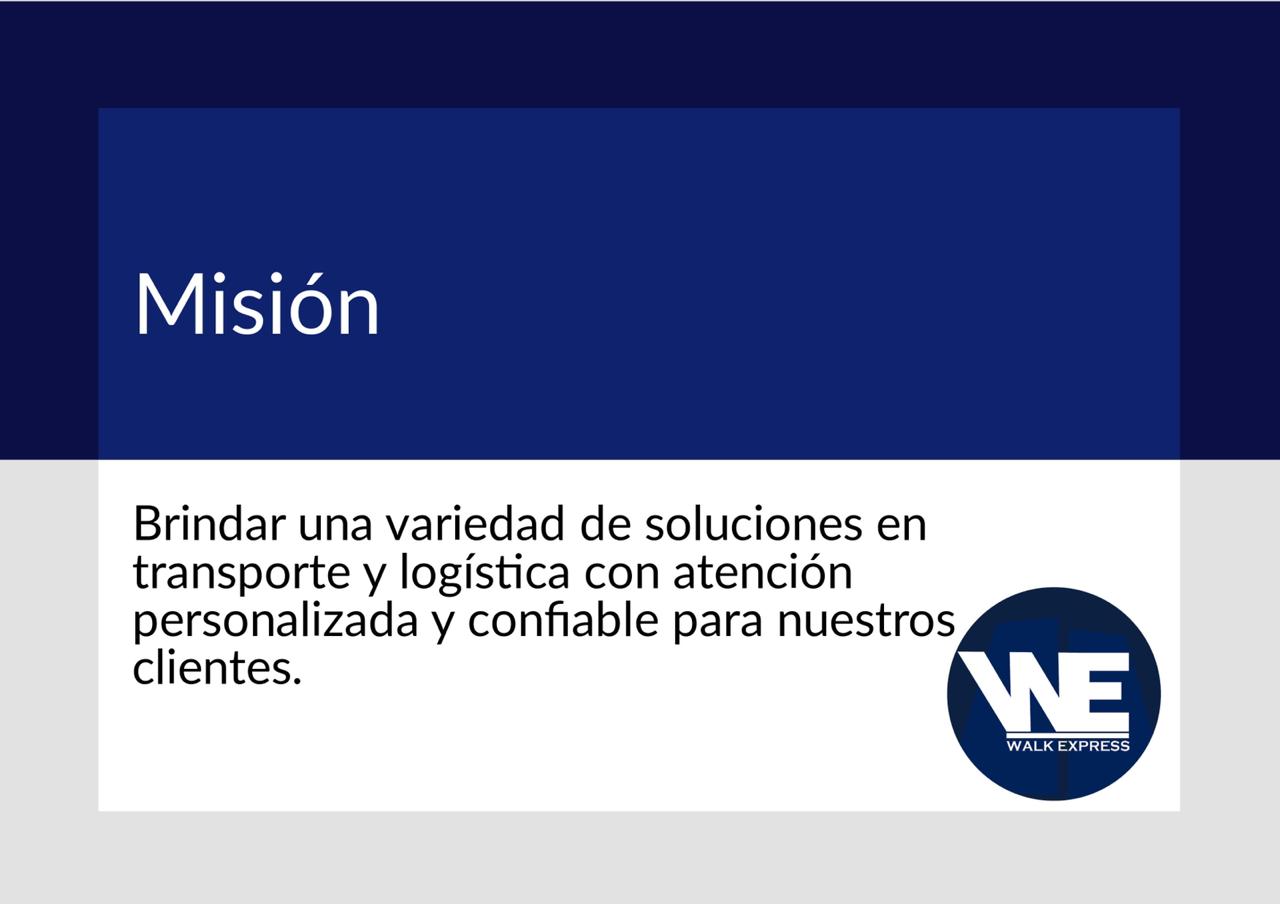 Misión
Brindar una variedad de soluciones en
transporte y logística con atención
personalizada y confiable para nuestros
clientes.
WE
WALK EXPRESS